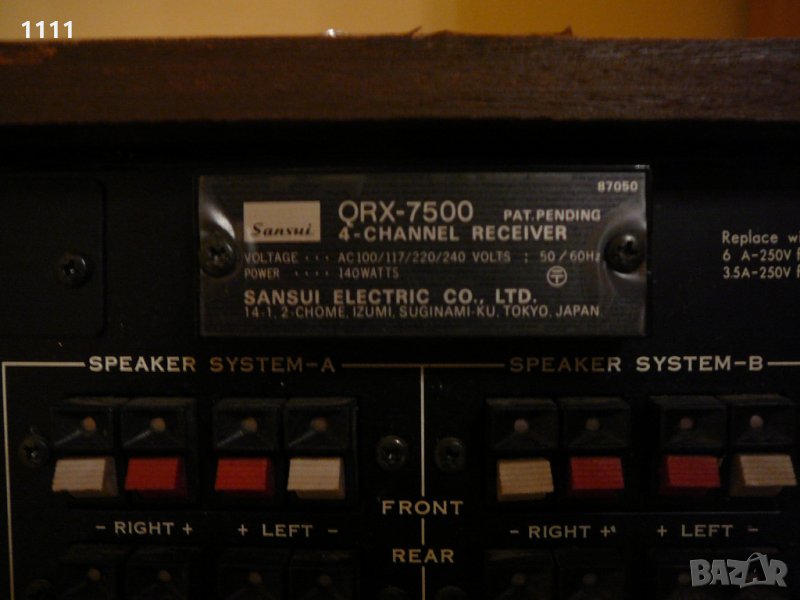 1111
87050
Sansui QRX-7500 PAT. PENDING
4-CHANNEL RECEIVER
VOLTAGE ···· AC100/117/220/240 VOLTS : 50/60Hz
POWER ···· 140WATTS
SANSUI ELECTRIC CO., LTD.
14-1, 2-CHOME, IZUMI, SUGINAMI-KU, TOKYO, JAPAN
Replace wi
6 A-250V f
3.5A-250V f
SPEAKER SYSTEM-A
SPEAKER SYSTEM-B
FRONT
- RIGHT + + LEFT -
- RIGHT + + LEFT -
REAR
BAZAR